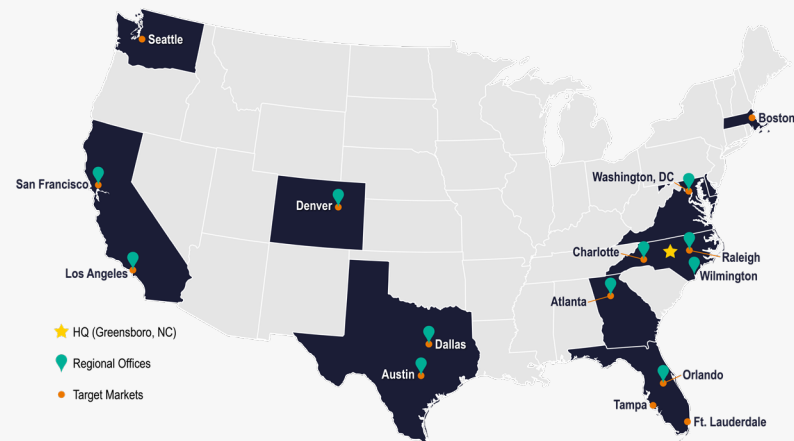 Seattle
Boston
San Francisco
Washington, DC
Denver
Charlotte
Raleigh
Los Angeles
Wilmington
Atlanta
HQ (Greensboro, NC)
Dallas
Regional Offices
Austin
Orlando
Target Markets
Tampa
Ft. Lauderdale